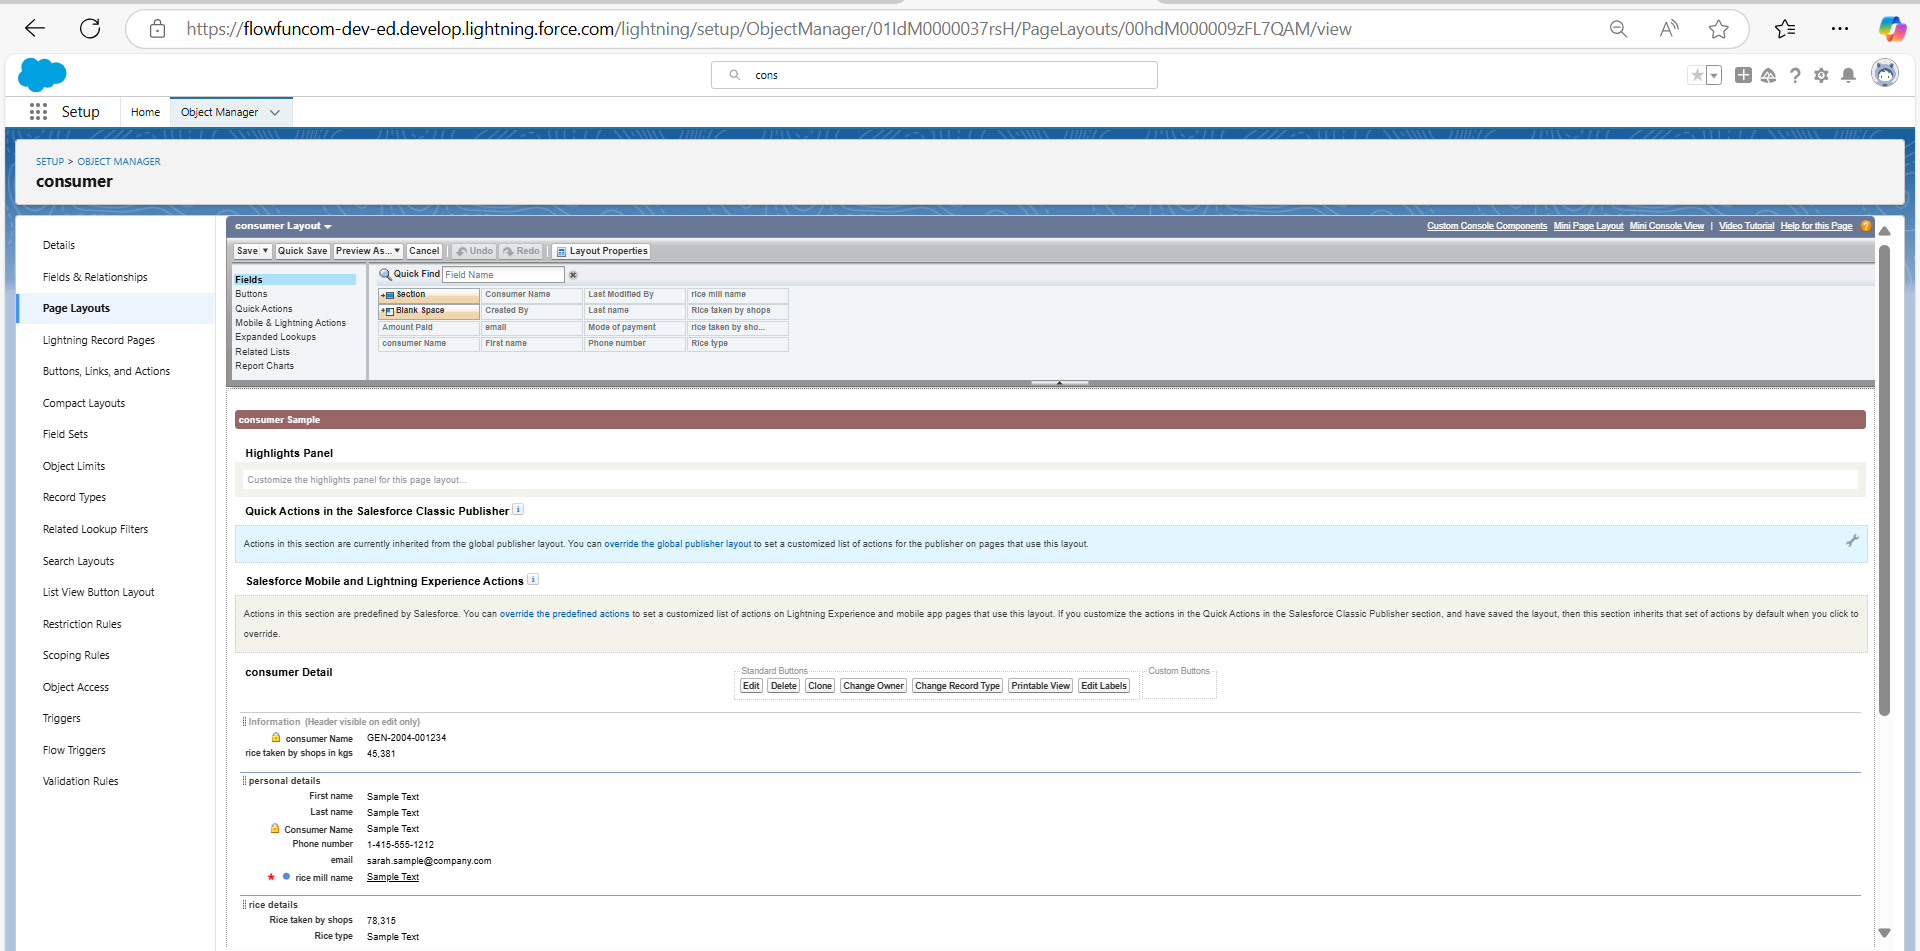 https://flowfuncom-dev-ed.develop.lightning.force.com/lightning/setup/ObjectManager/01IdM0000037rsH/PageLayouts/00hdM000009zFL7QAM/view
cons
Setup
Home
Object Manager
SETUP > OBJECT MANAGER
consumer
Details
Fields & Relationships
Page Layouts
Lightning Record Pages
Buttons, Links, and Actions
Compact Layouts
Field Sets
Object Limits
Record Types
Related Lookup Filters
Search Layouts
List View Button Layout
Restriction Rules
Scoping Rules
Object Access
Triggers
Flow Triggers
Validation Rules
consumer Layout
Custom Console Components Mini Page Layout Mini Console View | Video Tutorial Help for this Page ?
Save Quick Save Preview As... Cancel Undo Redo Layout Properties
Fields
Buttons
Quick Actions
Mobile & Lightning Actions
Expanded Lookups
Related Lists
Report Charts
Quick Find Field Name
Section Consumer Name Last Modified By rice mill name
Blank Space Created By Last name Rice taken by shops
Amount Paid email Mode of payment rice taken by sho...
consumer Name First name Phone number Rice type
consumer Sample
Highlights Panel
Customize the highlights panel for this page layout...
Quick Actions in the Salesforce Classic Publisher i
Actions in this section are currently inherited from the global publisher layout. You can override the global publisher layout to set a customized list of actions for the publisher on pages that use this layout.
Salesforce Mobile and Lightning Experience Actions i
Actions in this section are predefined by Salesforce. You can override the predefined actions to set a customized list of actions on Lightning Experience and mobile app pages that use this layout. If you customize the actions in the Quick Actions in the Salesforce Classic Publisher section, and have saved the layout, then this section inherits that set of actions by default when you click to
override.
consumer Detail
Standard Buttons
Edit Delete Clone Change Owner Change Record Type Printable View Edit Labels
Custom Buttons
Information (Header visible on edit only)
consumer Name GEN-2004-001234
rice taken by shops in kgs 45,381
personal details
First name Sample Text
Last name Sample Text
Consumer Name Sample Text
Phone number 1-415-555-1212
email sarah.sample@company.com
* rice mill name Sample Text
rice details
Rice taken by shops 78,315
Rice type Sample Text